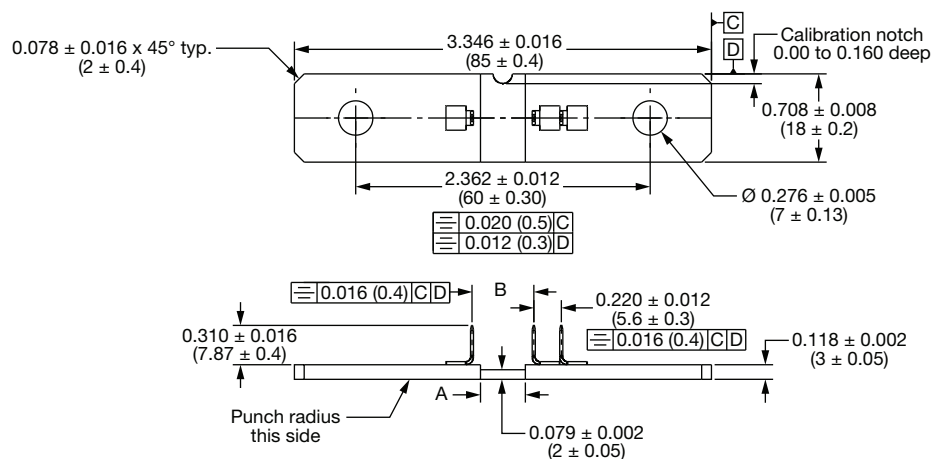 0.078 ± 0.016 x 45° typ.
(2 ± 0.4)
3.346 ± 0.016
(85 ± 0.4)
C
D
Calibration notch
0.00 to 0.160 deep
0.708 ± 0.008
(18 ± 0.2)
2.362 ± 0.012
(60 ± 0.30)
Ø 0.276 ± 0.005
(7 ± 0.13)
⌯ 0.020 (0.5) C
⌯ 0.012 (0.3) D
⌯ 0.016 (0.4) C D
B
0.220 ± 0.012
(5.6 ± 0.3)
0.310 ± 0.016
(7.87 ± 0.4)
⌯ 0.016 (0.4) C D
0.118 ± 0.002
(3 ± 0.05)
A
Punch radius
this side
0.079 ± 0.002
(2 ± 0.05)